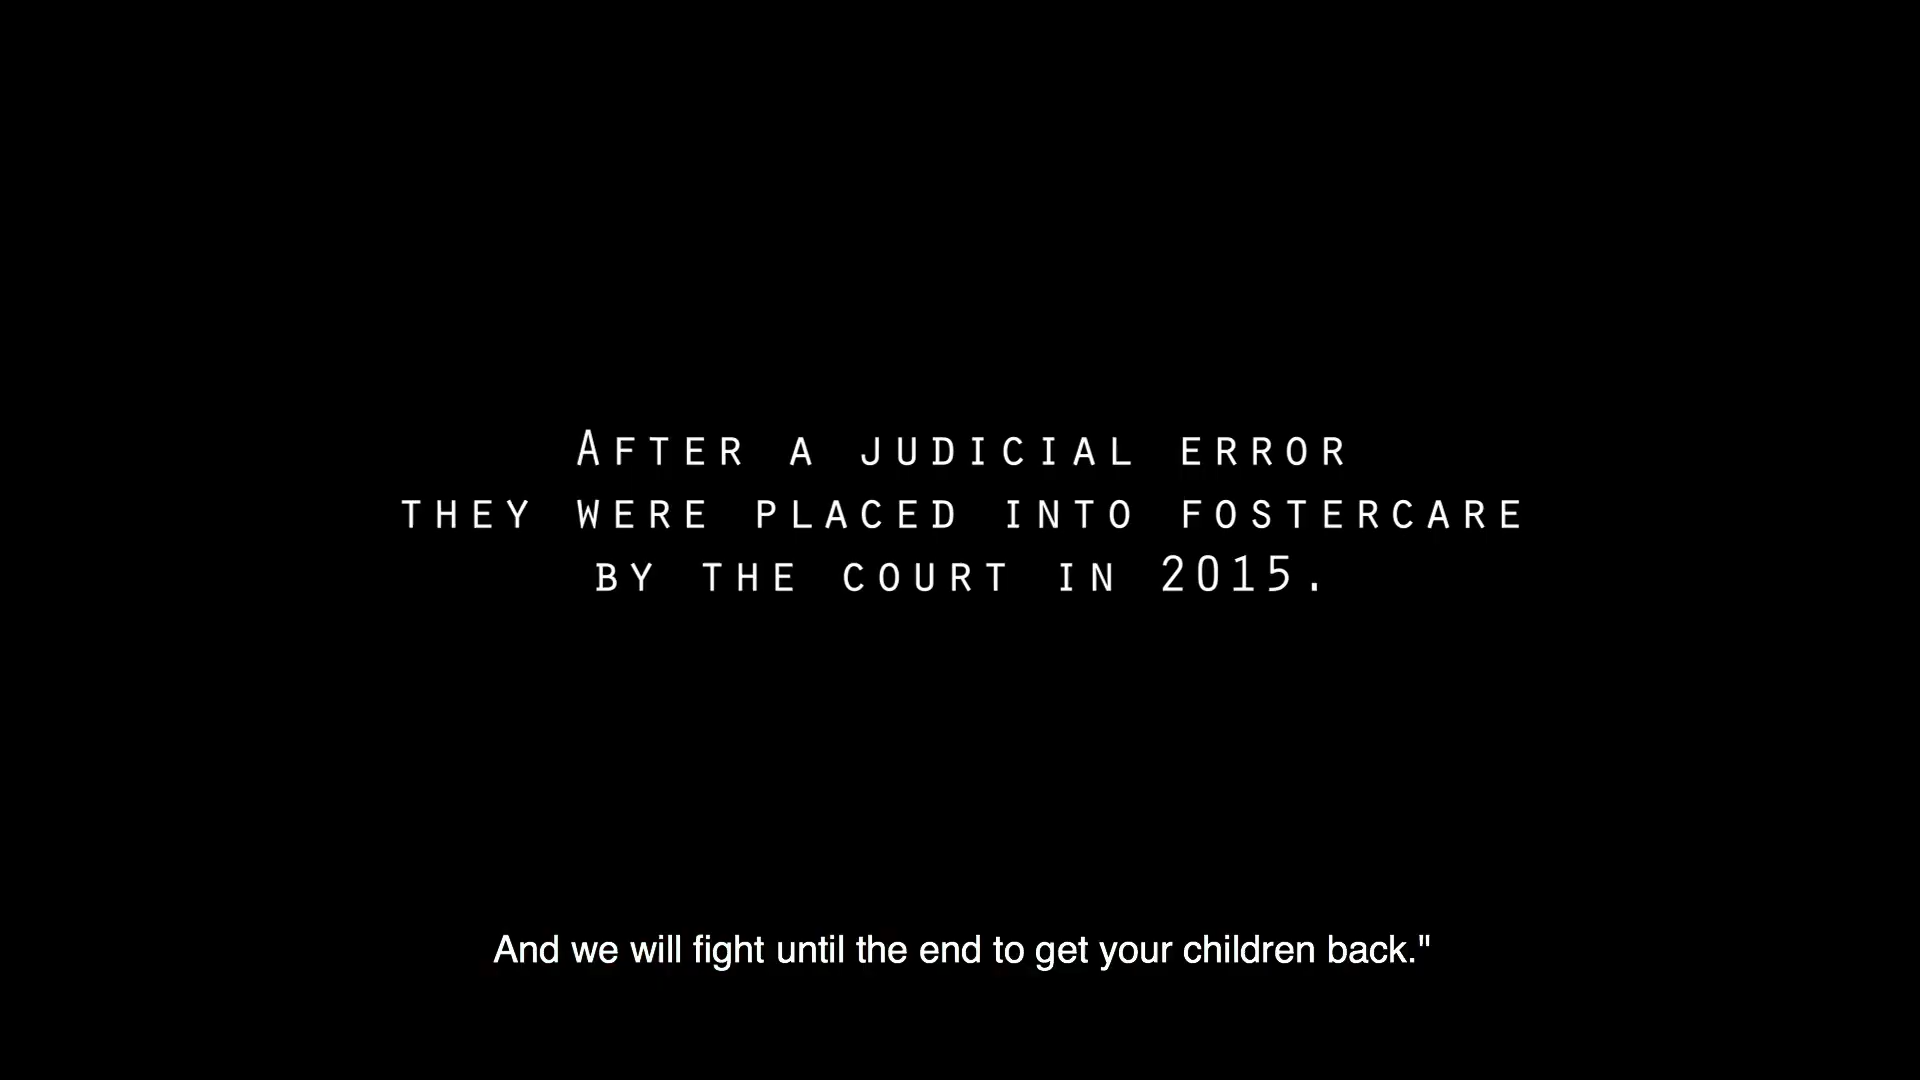 After a judicial error
they were placed into fostercare
by the court in 2015.
And we will fight until the end to get your children back."